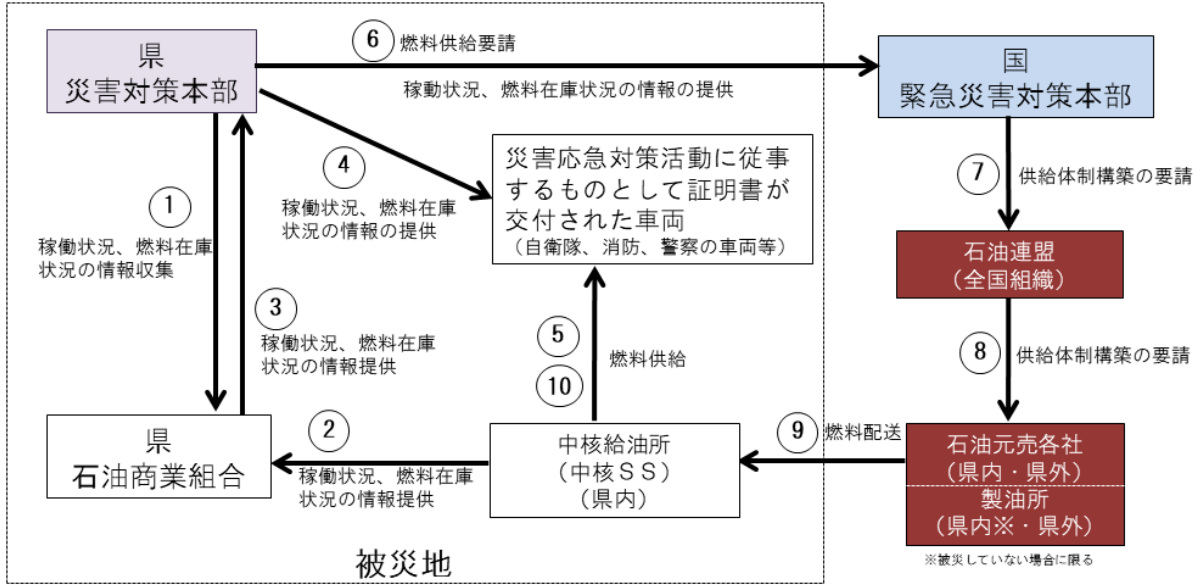 県
災害対策本部
⑥
燃料供給要請
稼働状況、燃料在庫状況の情報の提供
国
緊急災害対策本部
①
稼働状況、燃料在庫
状況の情報収集
④
稼働状況、燃料在庫
状況の情報の提供
災害応急対策活動に従事
するものとして証明書が
交付された車両
（自衛隊、消防、警察の車両等）
⑦
供給体制構築の要請
石油連盟
（全国組織）
③
稼働状況、燃料在庫
状況の情報提供
⑤
⑩
燃料供給
⑧
供給体制構築の要請
県
石油商業組合
②
稼働状況、燃料在庫
状況の情報提供
中核給油所
（中核ＳＳ）
（県内）
⑨
燃料配送
石油元売各社
（県内・県外）
製油所
（県内※・県外）
※被災していない場合に限る
被災地